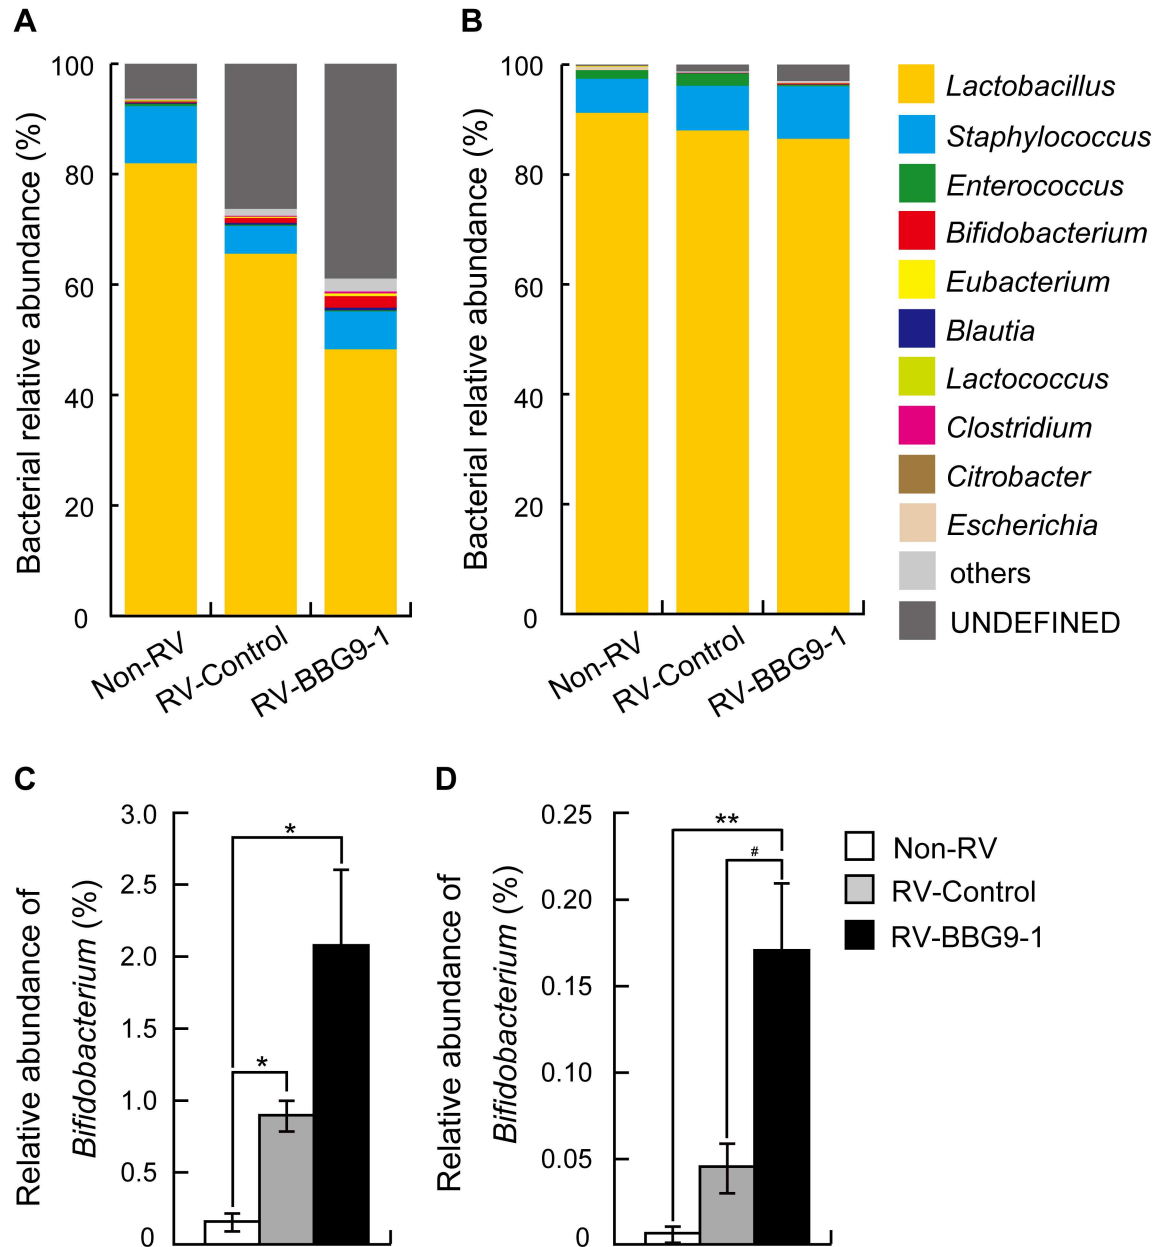 A
Bacterial relative abundance (%)
100
80
60
40
20
0
Non-RV
RV-Control
RV-BBG9-1
B
Bacterial relative abundance (%)
100
80
60
40
20
0
Non-RV
RV-Control
RV-BBG9-1
Lactobacillus
Staphylococcus
Enterococcus
Bifidobacterium
Eubacterium
Blautia
Lactococcus
Clostridium
Citrobacter
Escherichia
others
UNDEFINED
C
Relative abundance of
Bifidobacterium (%)
3.0
2.5
2.0
1.5
1.0
0.5
0
*
*
D
Relative abundance of
Bifidobacterium (%)
0.25
0.20
0.15
0.10
0.05
0
**
#
Non-RV
RV-Control
RV-BBG9-1